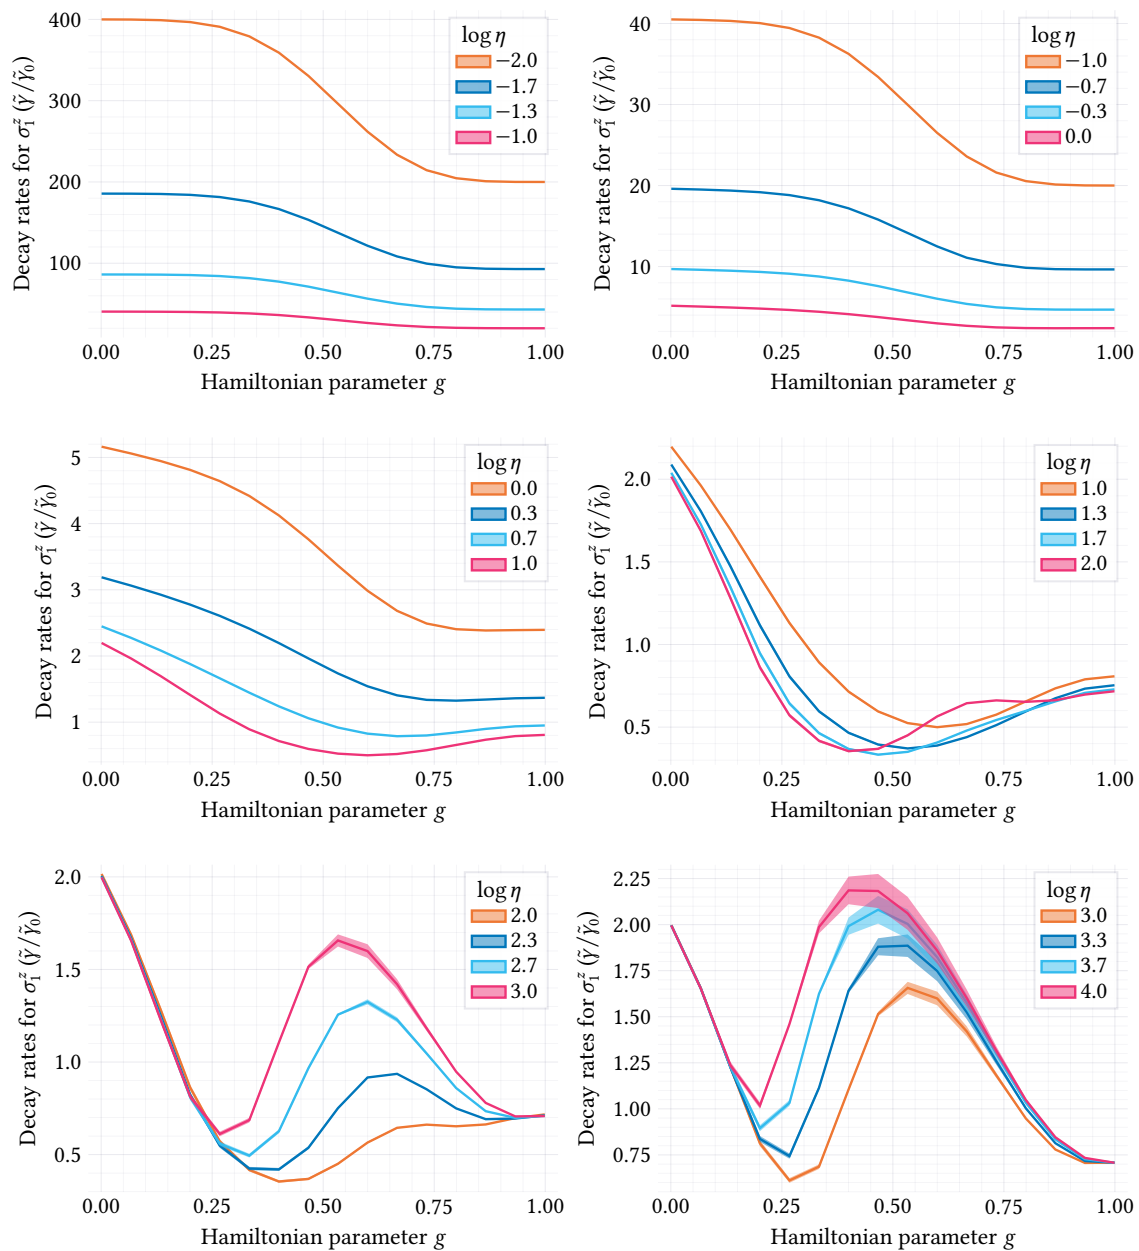 Decay rates for σ₁ᶻ (γ̃/γ̃₀)
400
300
200
100
log η
−2.0
−1.7
−1.3
−1.0
0.00 0.25 0.50 0.75 1.00
Hamiltonian parameter g
Decay rates for σ₁ᶻ (γ̃/γ̃₀)
40
30
20
10
log η
−1.0
−0.7
−0.3
0.0
0.00 0.25 0.50 0.75 1.00
Hamiltonian parameter g
Decay rates for σ₁ᶻ (γ̃/γ̃₀)
5
4
3
2
1
log η
0.0
0.3
0.7
1.0
0.00 0.25 0.50 0.75 1.00
Hamiltonian parameter g
Decay rates for σ₁ᶻ (γ̃/γ̃₀)
2.0
1.5
1.0
0.5
log η
1.0
1.3
1.7
2.0
0.00 0.25 0.50 0.75 1.00
Hamiltonian parameter g
Decay rates for σ₁ᶻ (γ̃/γ̃₀)
2.0
1.5
1.0
0.5
log η
2.0
2.3
2.7
3.0
0.00 0.25 0.50 0.75 1.00
Hamiltonian parameter g
Decay rates for σ₁ᶻ (γ̃/γ̃₀)
2.25
2.00
1.75
1.50
1.25
1.00
0.75
log η
3.0
3.3
3.7
4.0
0.00 0.25 0.50 0.75 1.00
Hamiltonian parameter g